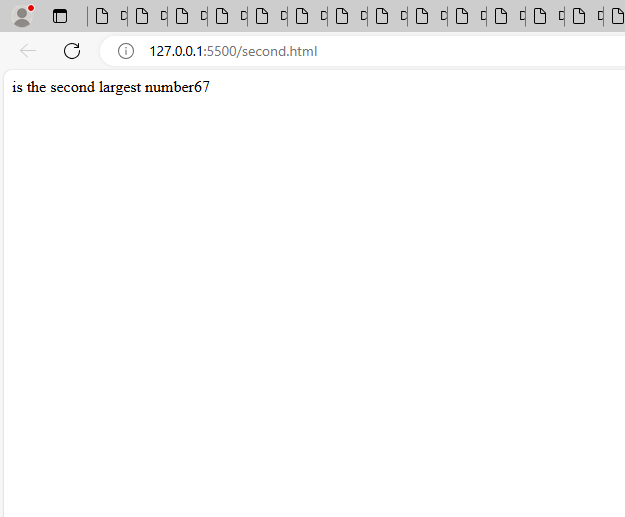 D D D D D D D D D D D D D
127.0.0.1:5500/second.html
is the second largest number67